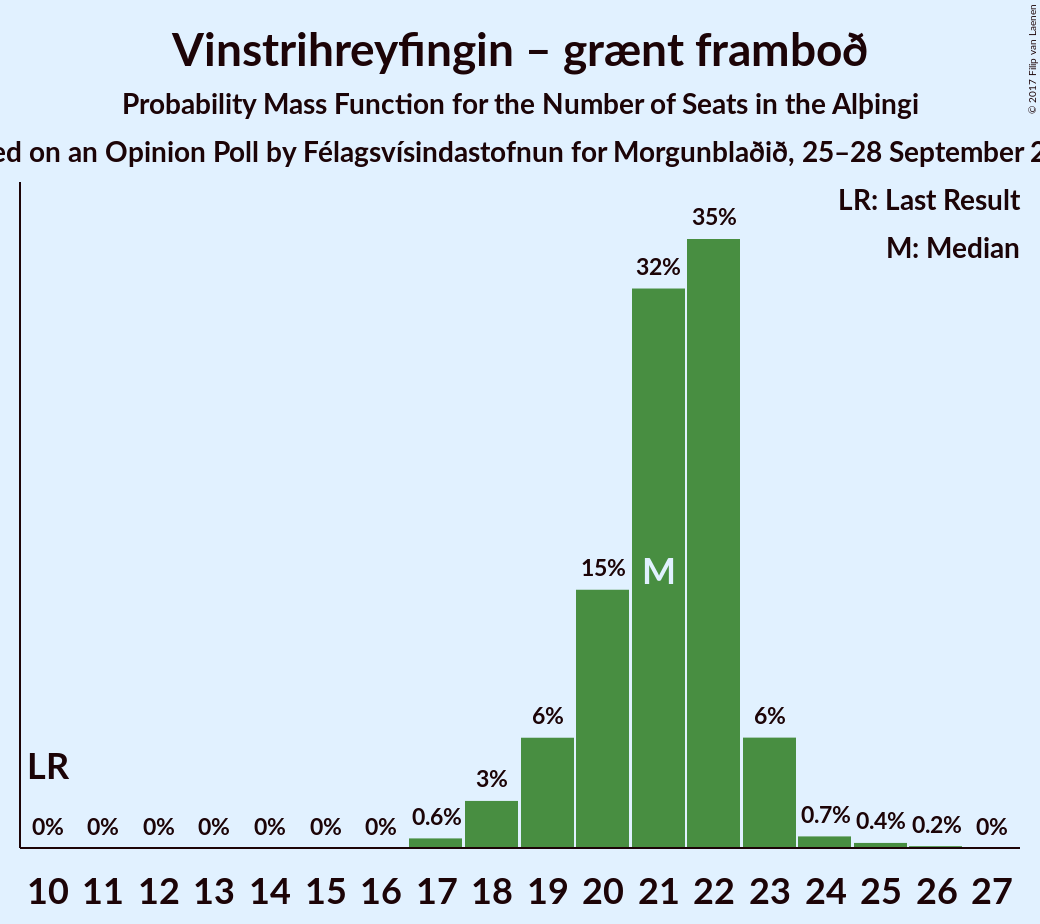 Vinstrihreyfingin – grænt framboð
Probability Mass Function for the Number of Seats in the Alþingi
ed on an Opinion Poll by Félagsvísindastofnun for Morgunblaðið, 25–28 September 2
© 2017 Filip van Laenen
LR: Last Result
M: Median
35%
32%
15%
M
6%
6%
LR
3%
0%
0%
0%
0%
0%
0%
0%
0.6%
0.7%
0.4%
0.2%
0%
10 11 12 13 14 15 16 17 18 19 20 21 22 23 24 25 26 27